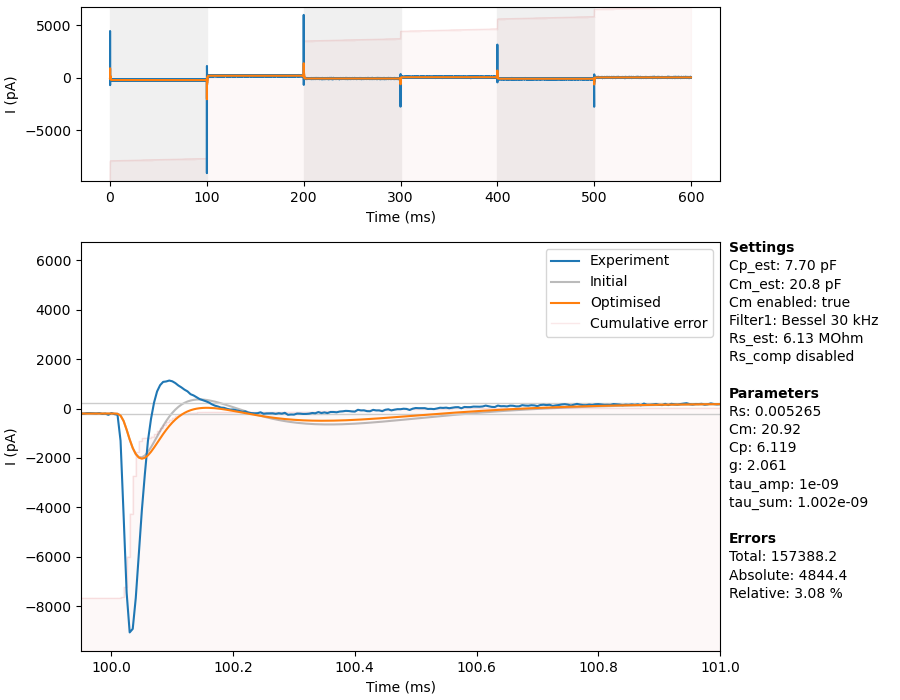 5000
0
−5000
I (pA)
0 100 200 300 400 500 600
Time (ms)
6000
4000
2000
0
−2000
−4000
−6000
−8000
I (pA)
Experiment
Initial
Optimised
Cumulative error
100.0 100.2 100.4 100.6 100.8 101.0
Time (ms)
Settings
Cp_est: 7.70 pF
Cm_est: 20.8 pF
Cm enabled: true
Filter1: Bessel 30 kHz
Rs_est: 6.13 MOhm
Rs_comp disabled
Parameters
Rs: 0.005265
Cm: 20.92
Cp: 6.119
g: 2.061
tau_amp: 1e-09
tau_sum: 1.002e-09
Errors
Total: 157388.2
Absolute: 4844.4
Relative: 3.08 %